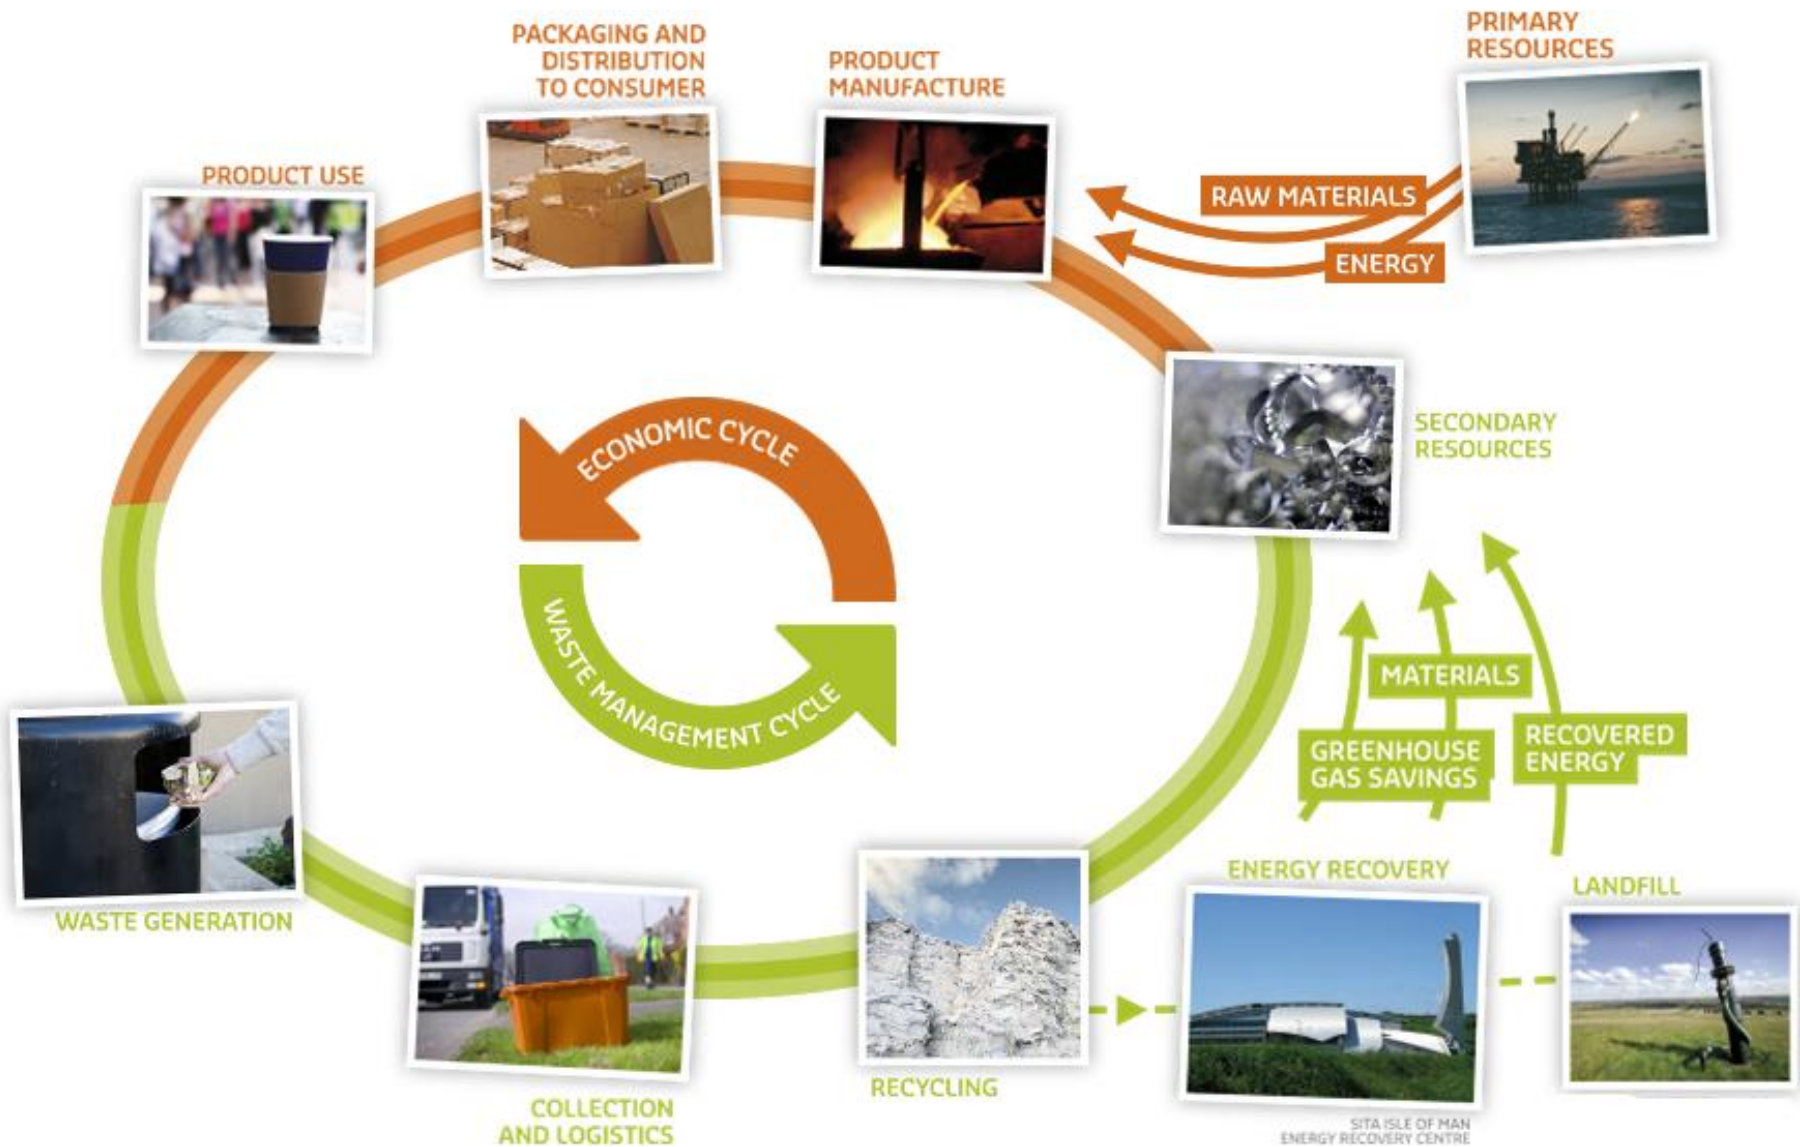 PACKAGING AND
DISTRIBUTION
TO CONSUMER
PRODUCT
MANUFACTURE
PRIMARY
RESOURCES
PRODUCT USE
RAW MATERIALS
ENERGY
SECONDARY
RESOURCES
ECONOMIC CYCLE
WASTE MANAGEMENT CYCLE
MATERIALS
GREENHOUSE
GAS SAVINGS
RECOVERED
ENERGY
WASTE GENERATION
ENERGY RECOVERY
LANDFILL
RECYCLING
COLLECTION
AND LOGISTICS
SITA ISLE OF MAN
ENERGY RECOVERY CENTRE